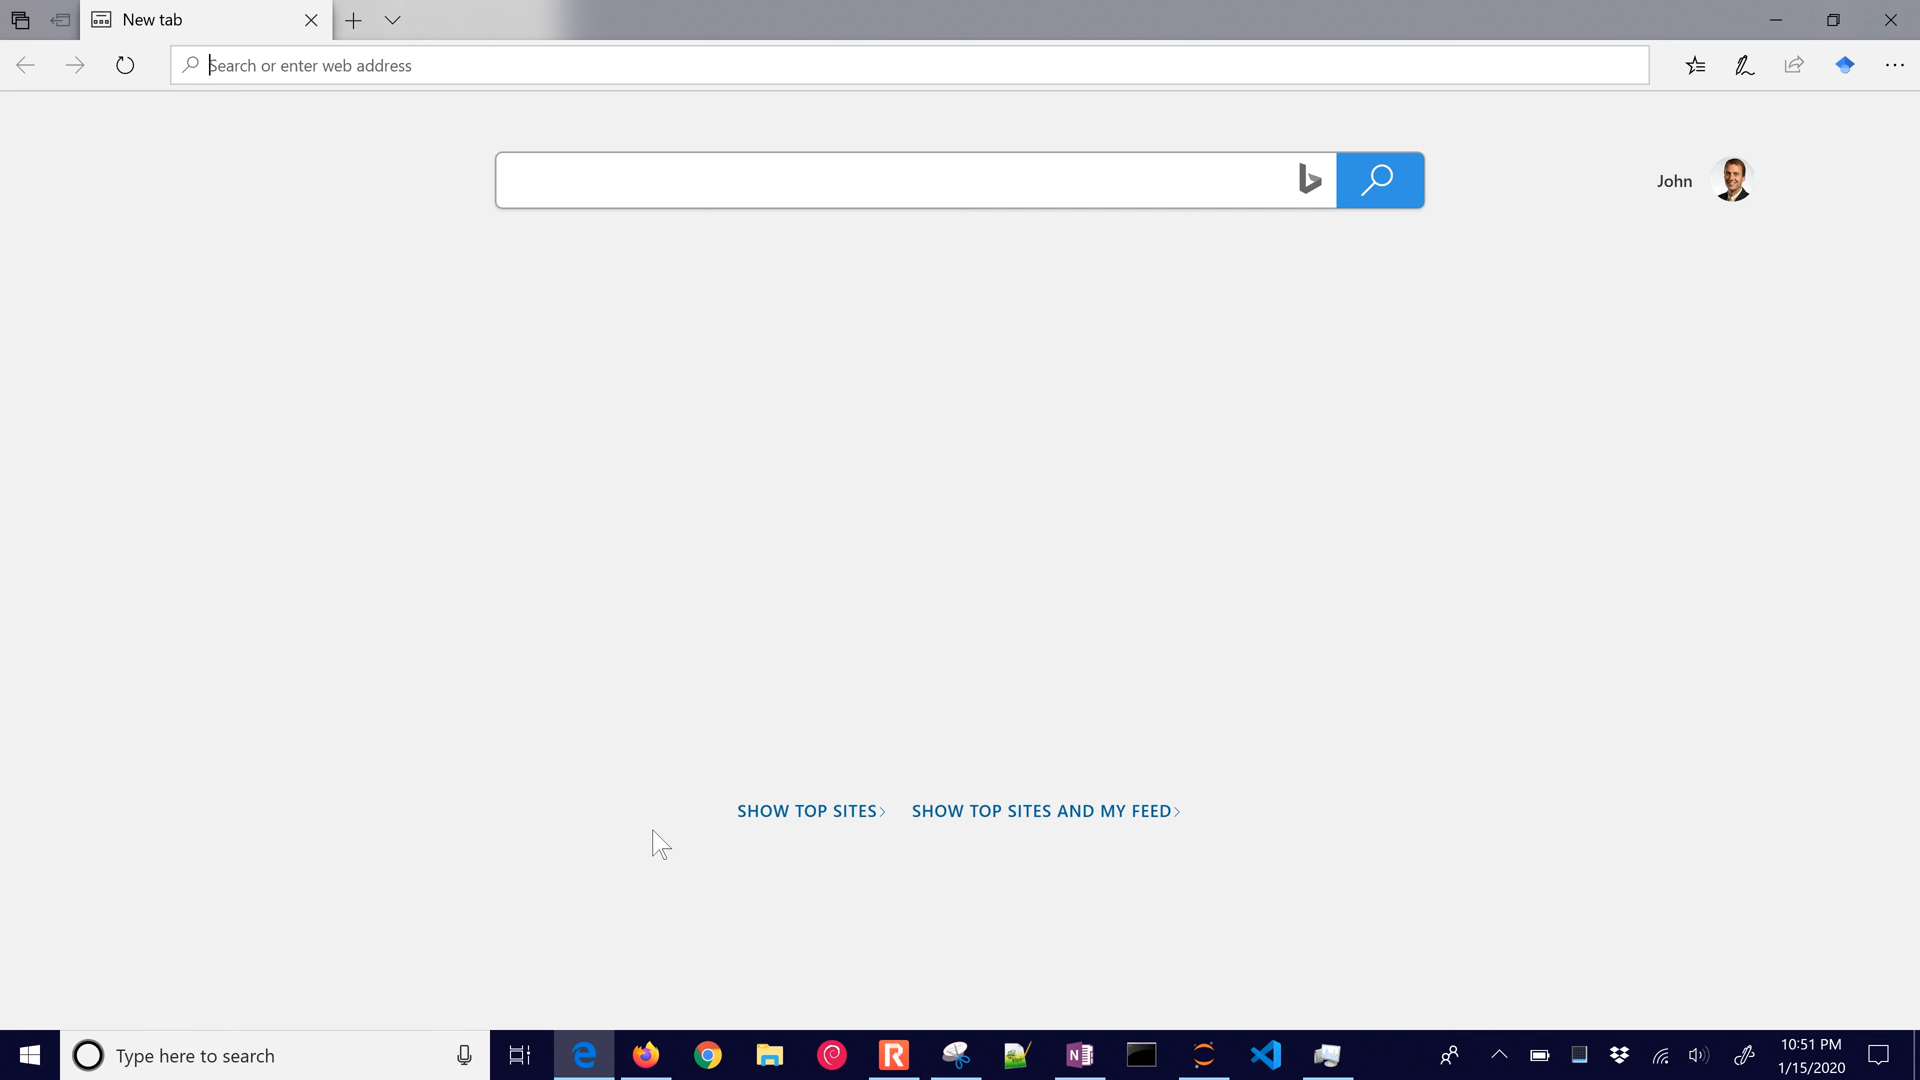 New tab
Search or enter web address
John
SHOW TOP SITES
SHOW TOP SITES AND MY FEED
Type here to search
10:51 PM
1/15/2020